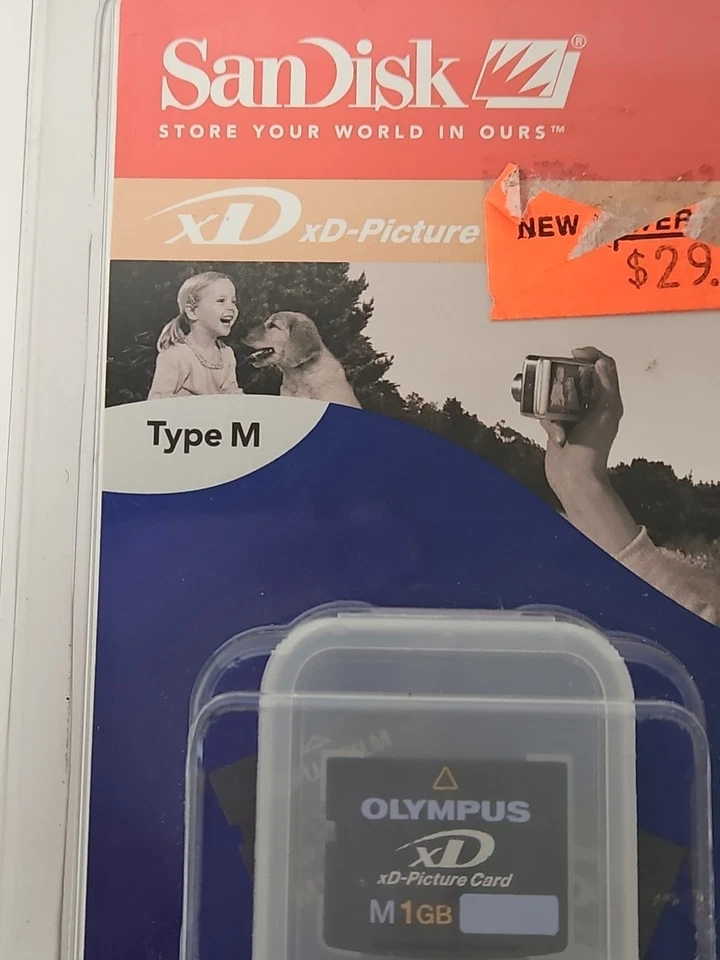 SanDisk ®
STORE YOUR WORLD IN OURS™
xD xD-Picture
NEW
$29.
Type M
OLYMPUS
xD
xD-Picture Card
M 1GB